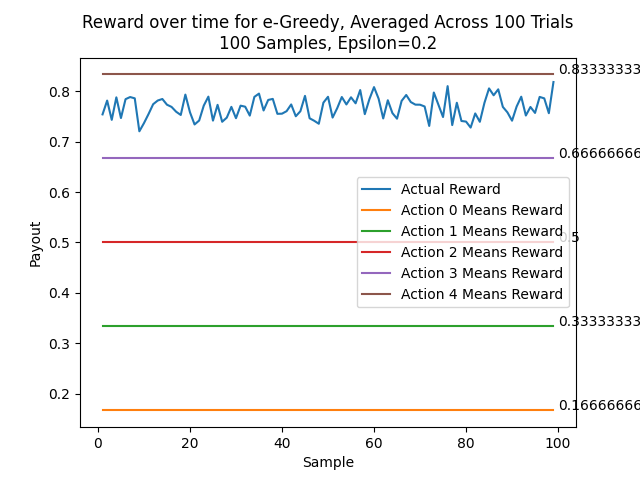 Reward over time for e-Greedy, Averaged Across 100 Trials
100 Samples, Epsilon=0.2
0.8
0.7
0.6
0.5
0.4
0.3
0.2
Payout
0.83333333
0.66666666
0.5
0.33333333
0.16666666
Actual Reward
Action 0 Means Reward
Action 1 Means Reward
Action 2 Means Reward
Action 3 Means Reward
Action 4 Means Reward
0
20
40
60
80
100
Sample